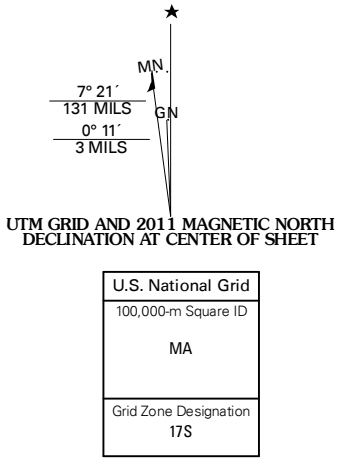 ★
MN
7° 21´
131 MILS
GN
0° 11´
3 MILS
UTM GRID AND 2011 MAGNETIC NORTH
DECLINATION AT CENTER OF SHEET
U.S. National Grid
100,000-m Square ID
MA
Grid Zone Designation
17S